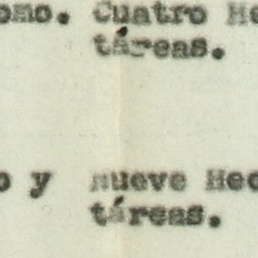 omo. Cuatro He
táreas.
o y nueve Hec
táreas.